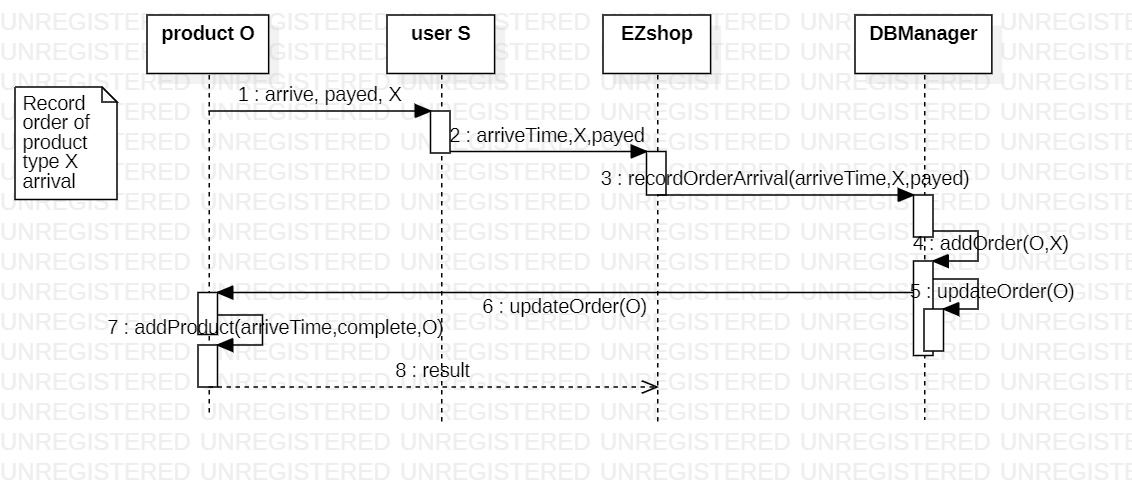 product O
user S
EZshop
DBManager
Record
order of
product
type X
arrival
1 : arrive, payed, X
2 : arriveTime,X,payed
3 : recordOrderArrival(arriveTime,X,payed)
4 : addOrder(O,X)
5 : updateOrder(O)
6 : updateOrder(O)
7 : addProduct(arriveTime,complete,O)
8 : result
UNREGISTERED UNREGISTERED UNREGISTERED UNREGISTERED UNREGISTERED UNREGISTERED